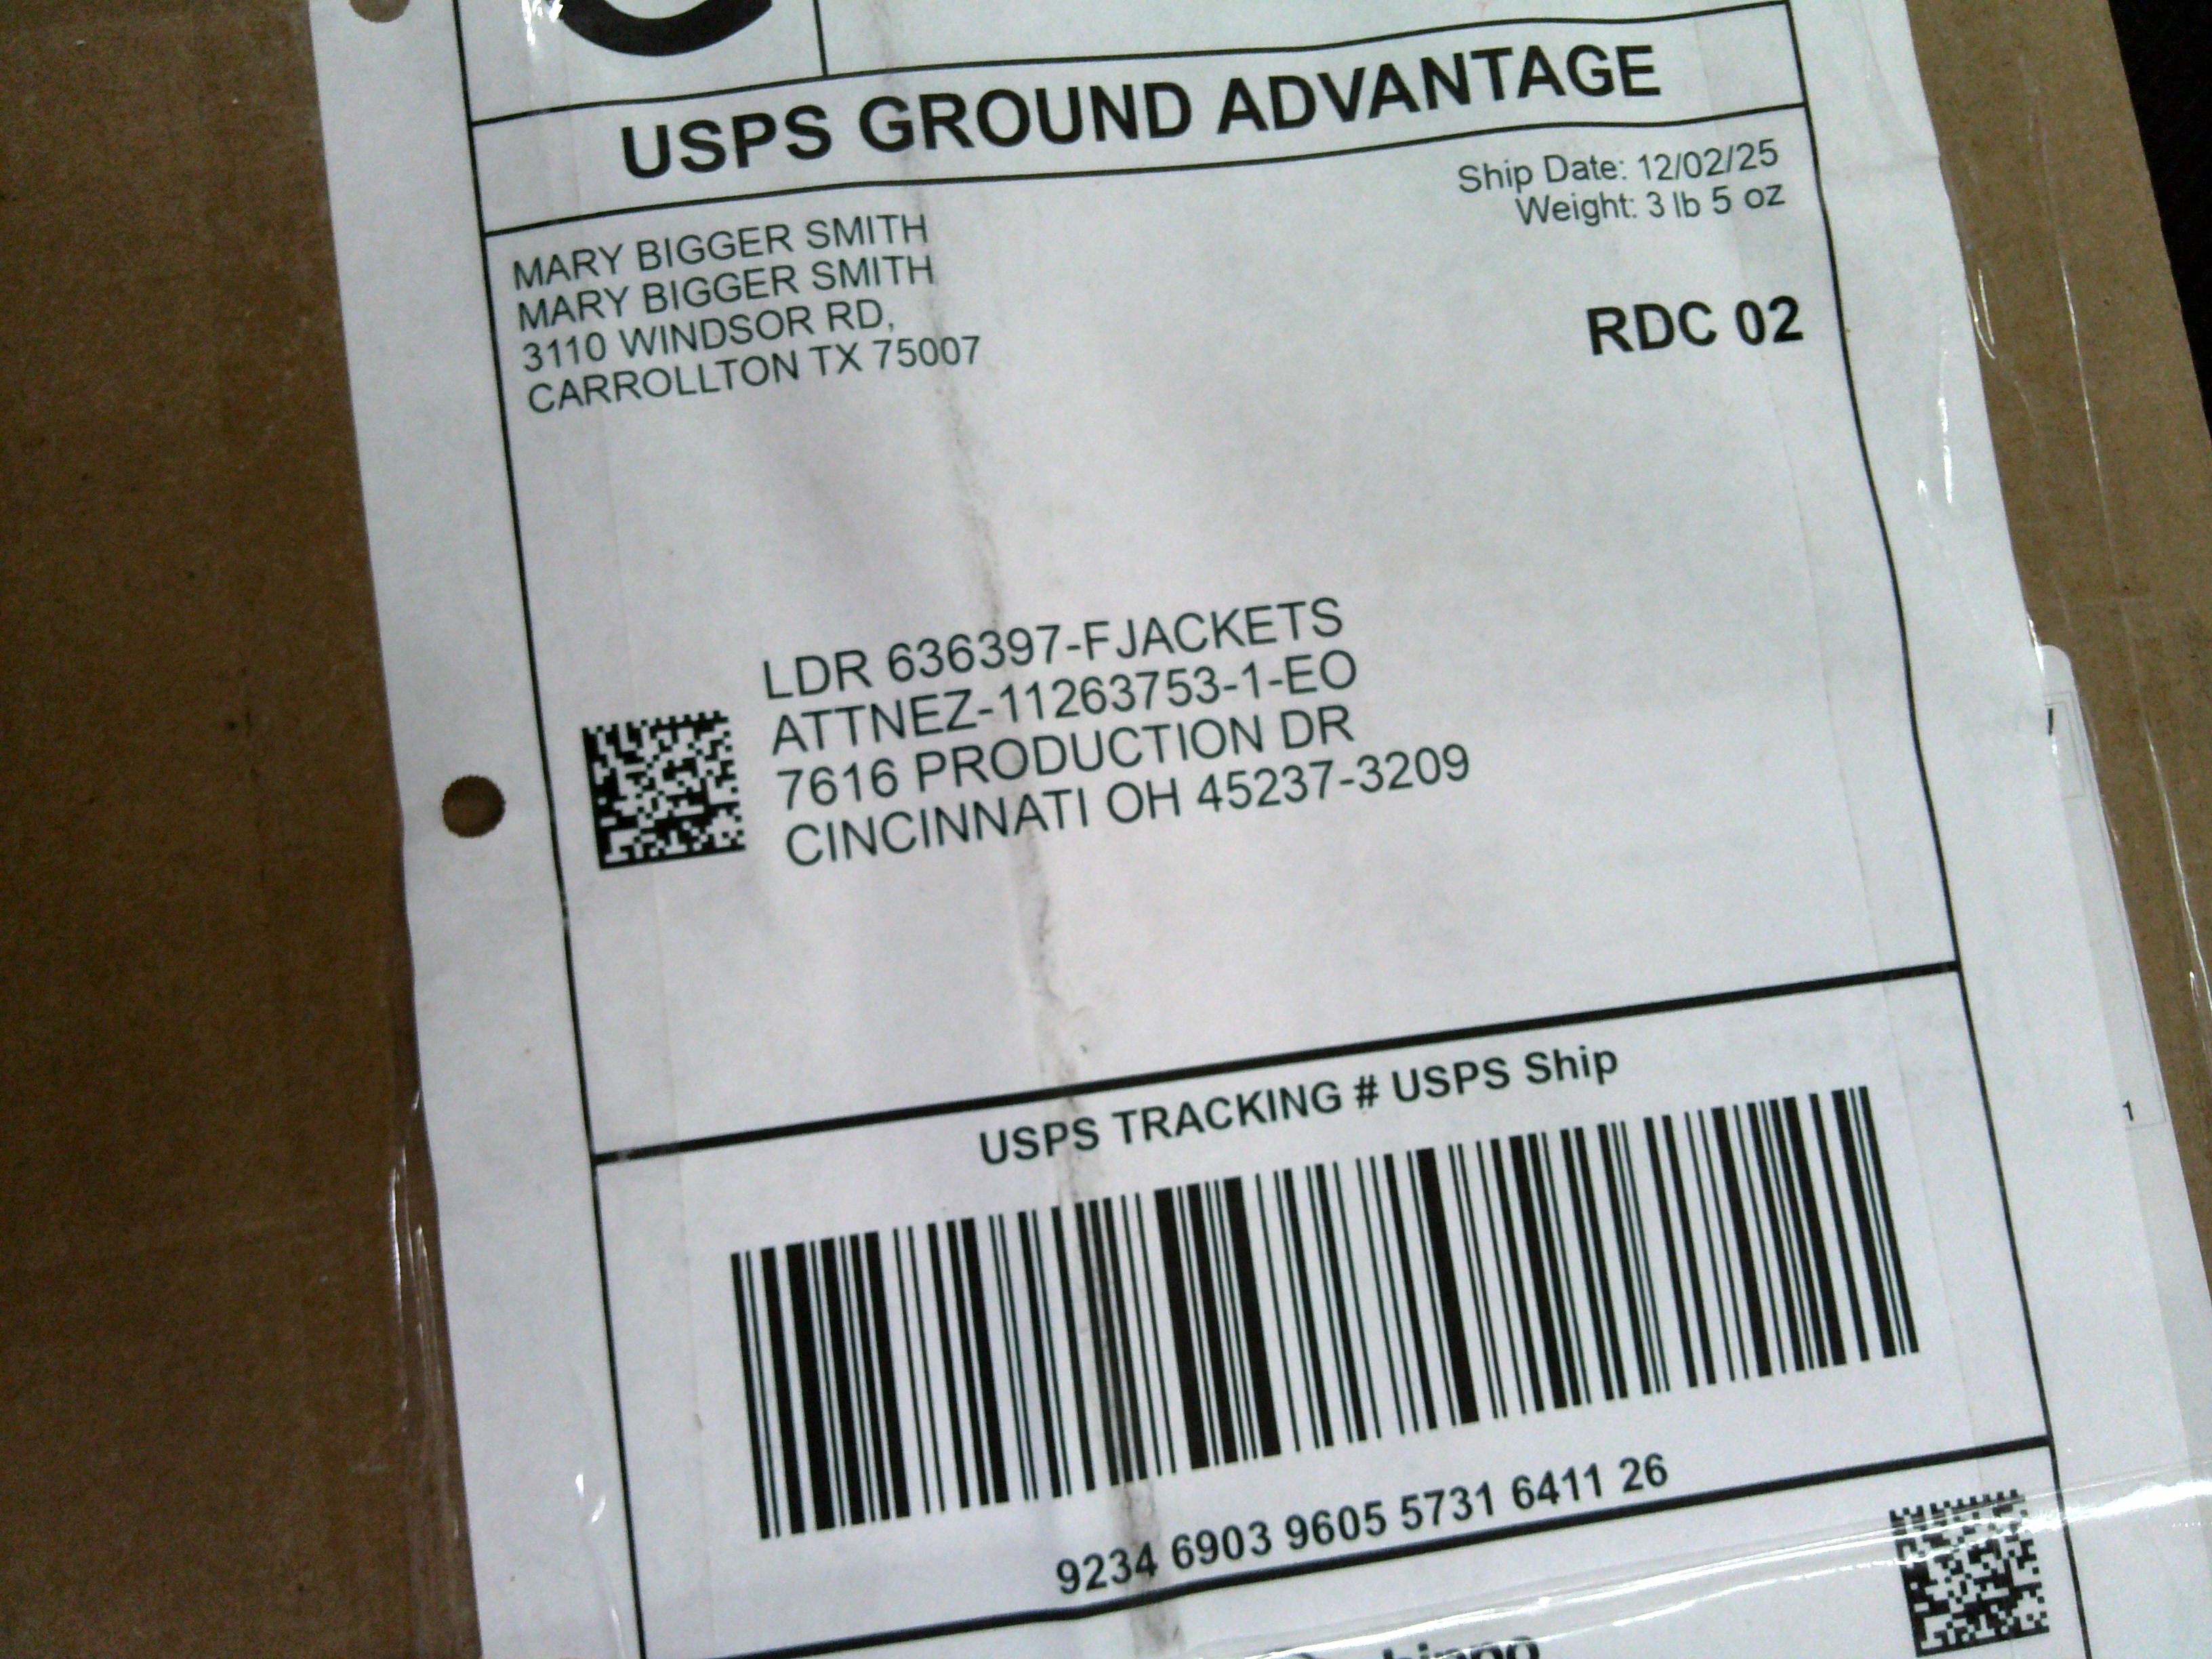 USPS GROUND ADVANTAGE
Ship Date: 12/02/25
Weight: 3 lb 5 oz
MARY BIGGER SMITH
MARY BIGGER SMITH
3110 WINDSOR RD,
CARROLLTON TX 75007
RDC 02
LDR 636397-FJACKETS
ATTNEZ-11263753-1-EO
7616 PRODUCTION DR
CINCINNATI OH 45237-3209
USPS TRACKING # USPS Ship
9234 6903 9605 5731 6411 26
1